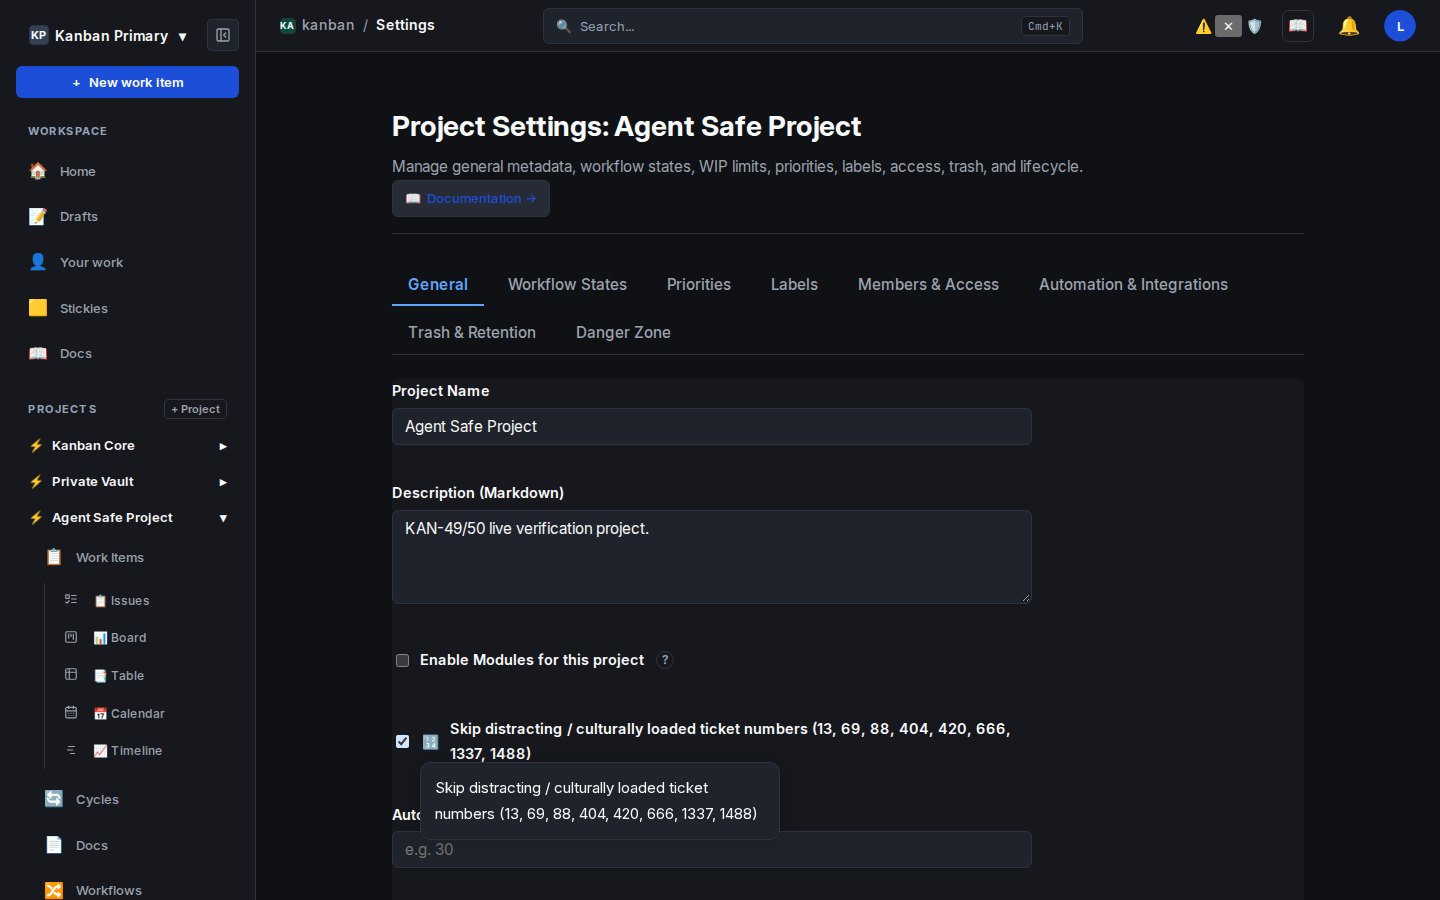 KP Kanban Primary ▼
+ New work item
WORKSPACE
Home
Drafts
Your work
Stickies
Docs
PROJECTS
+ Project
Kanban Core
Private Vault
Agent Safe Project
Work Items
Issues
Board
Table
Calendar
Timeline
Cycles
Docs
Workflows
KA kanban / Settings
Search...
Cmd+K
L
Project Settings: Agent Safe Project
Manage general metadata, workflow states, WIP limits, priorities, labels, access, trash, and lifecycle.
Documentation →
General Workflow States Priorities Labels Members & Access Automation & Integrations
Trash & Retention Danger Zone
Project Name
Agent Safe Project
Description (Markdown)
KAN-49/50 live verification project.
Enable Modules for this project ?
Skip distracting / culturally loaded ticket numbers (13, 69, 88, 404, 420, 666,
1337, 1488)
Skip distracting / culturally loaded ticket
numbers (13, 69, 88, 404, 420, 666, 1337, 1488)
e.g. 30